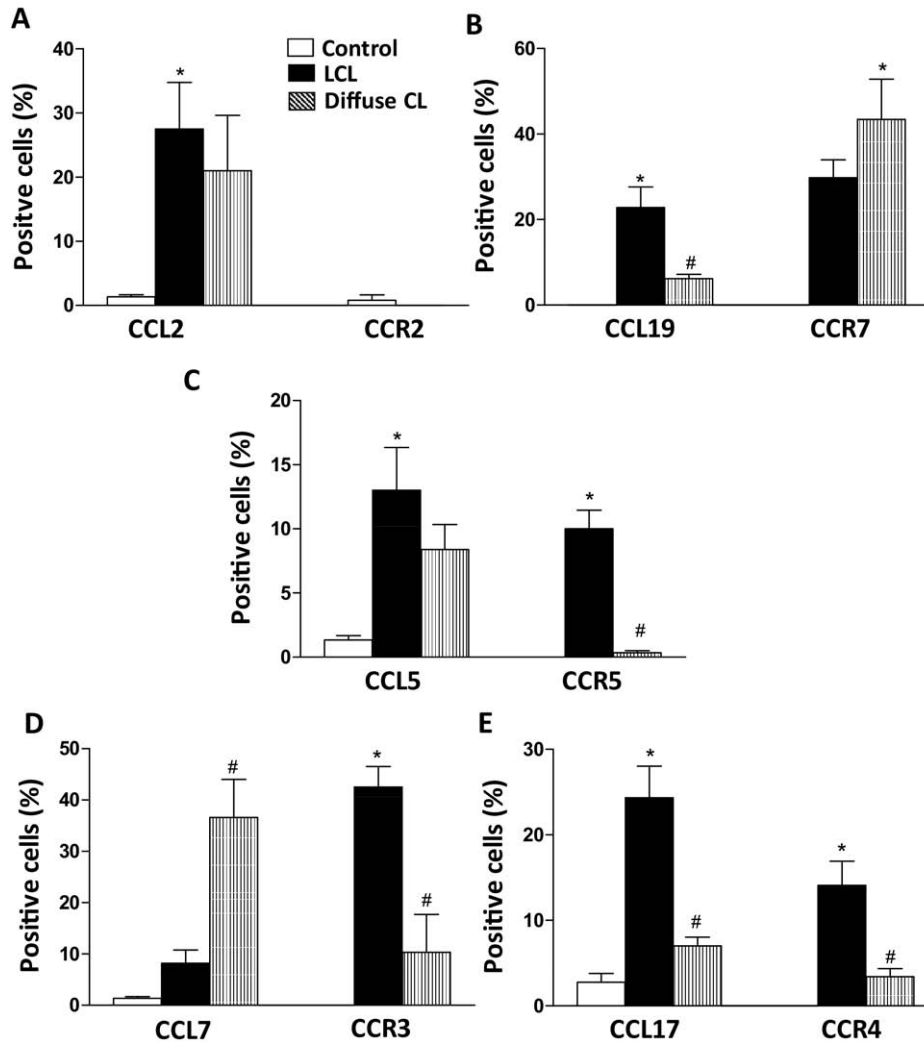 A
Positve cells (%)
40
30
20
10
0
*
CCL2
CCR2
Control
LCL
Diffuse CL
B
Positive cells (%)
60
40
20
0
*
#
*
CCL19
CCR7
C
Positive cells (%)
20
15
10
5
0
*
*
#
CCL5
CCR5
D
Positive cells (%)
50
40
30
20
10
0
#
*
#
CCL7
CCR3
E
Positive cells (%)
30
20
10
0
*
#
*
#
CCL17
CCR4